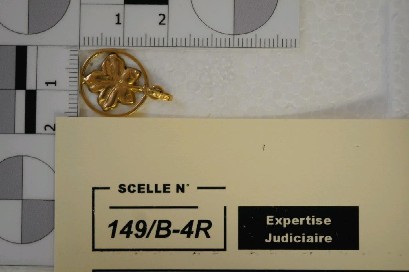 1 2
1
2
SCELLE N°
149/B-4R
Expertise
Judiciaire